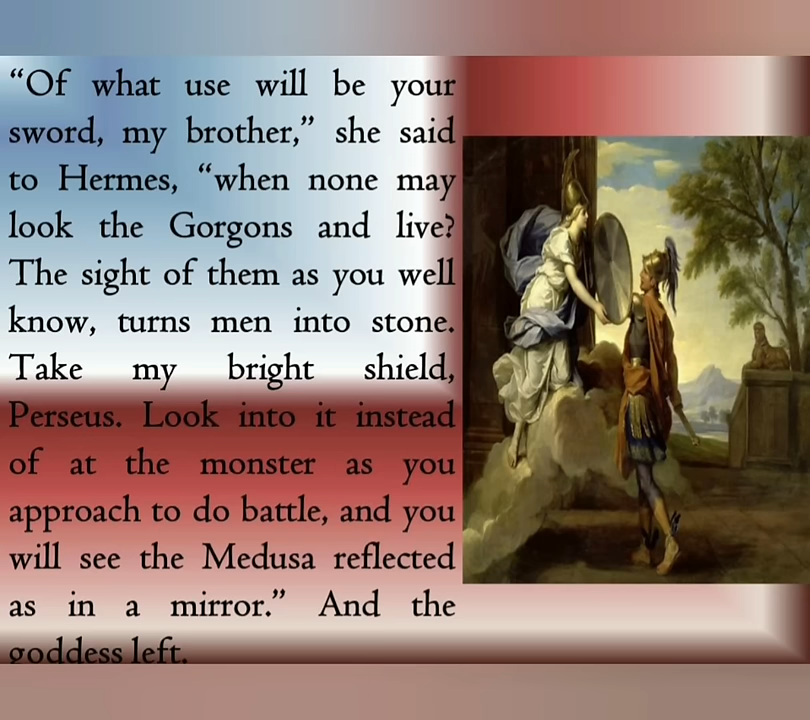 “Of what use will be your
sword, my brother,” she said
to Hermes, “when none may
look the Gorgons and live?
The sight of them as you well
know, turns men into stone.
Take my bright shield,
Perseus. Look into it instead
of at the monster as you
approach to do battle, and you
will see the Medusa reflected
as in a mirror.” And the
goddess left.